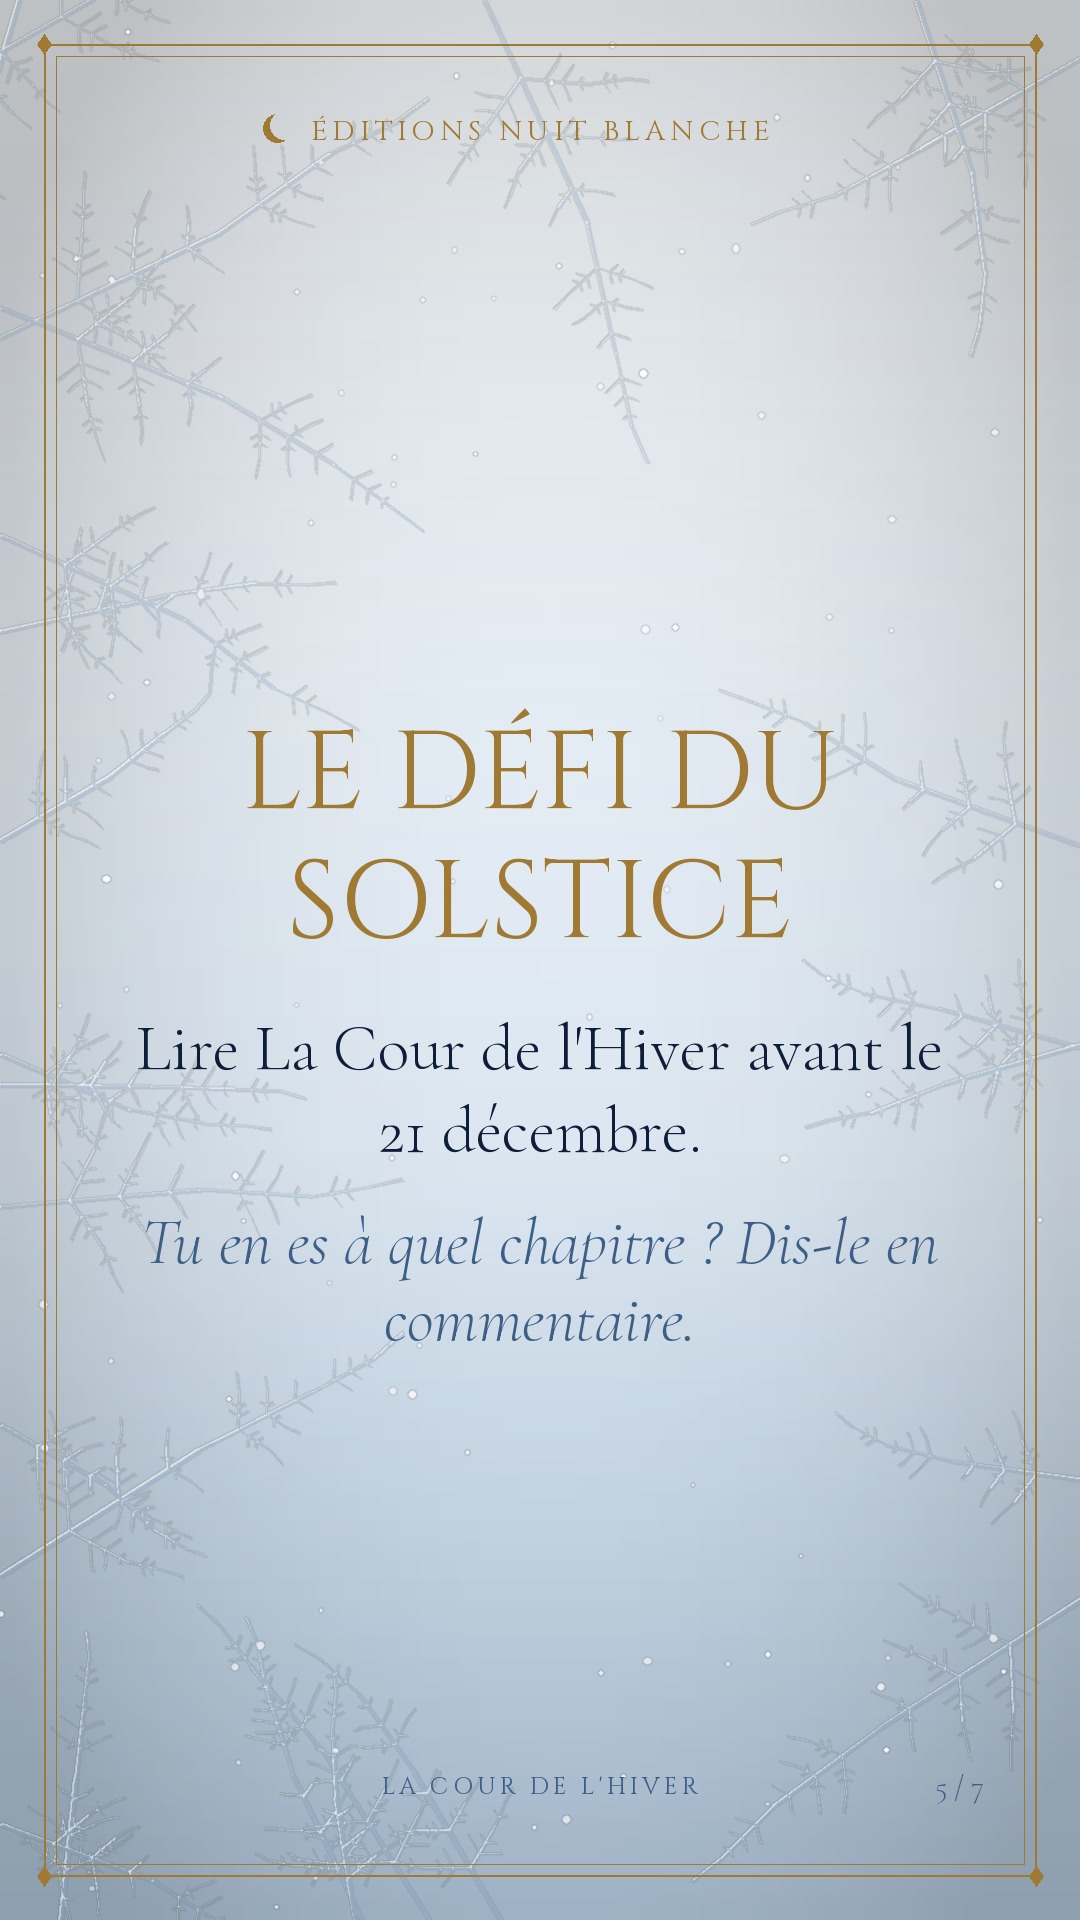 ÉDITIONS NUIT BLANCHE
LE DÉFI DU
SOLSTICE
Lire La Cour de l'Hiver avant le
21 décembre.
Tu en es à quel chapitre ? Dis-le en
commentaire.
LA COUR DE L'HIVER
5/7